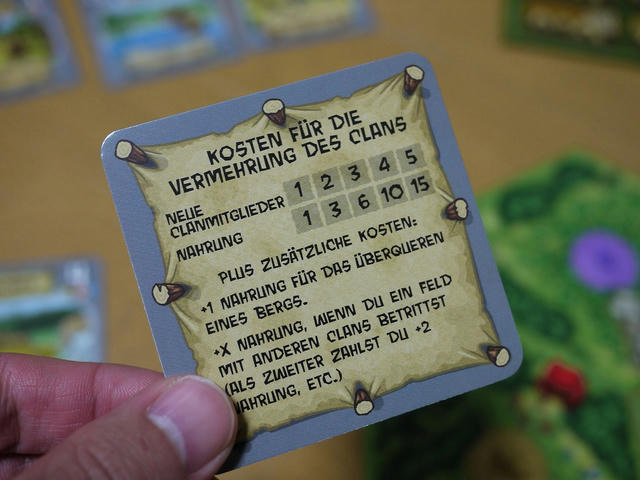 KOSTEN FÜR DIE
VERMEHRUNG DES CLANS
NEUE 1 2 3 4 5
CLANMITGLIEDER
NAHRUNG 1 3 6 10 15
PLUS ZUSÄTZLICHE KOSTEN:
+1 NAHRUNG FÜR DAS ÜBERQUEREN
EINES BERGS.
+X NAHRUNG, WENN DU EIN FELD
MIT ANDEREN CLANS BETRITTST
(ALS ZWEITER ZAHLST DU +2
NAHRUNG, ETC.)